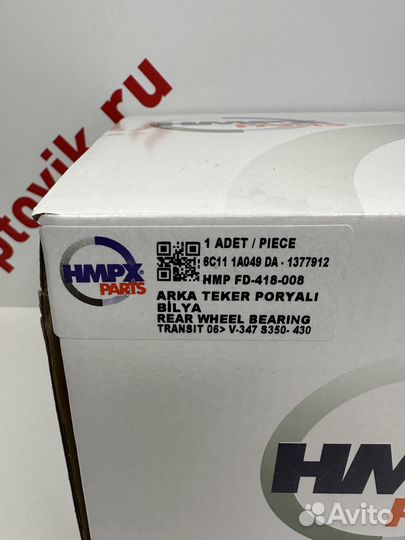 ptovik.ru
HMPX®
PARTS
1 ADET / PIECE
6C11 1A049 DA - 1377912
HMP FD-418-008
ARKA TEKER PORYALI
BİLYA
REAR WHEEL BEARING
TRANSIT 06> V-347 S350- 430
HMP
PA
Avito